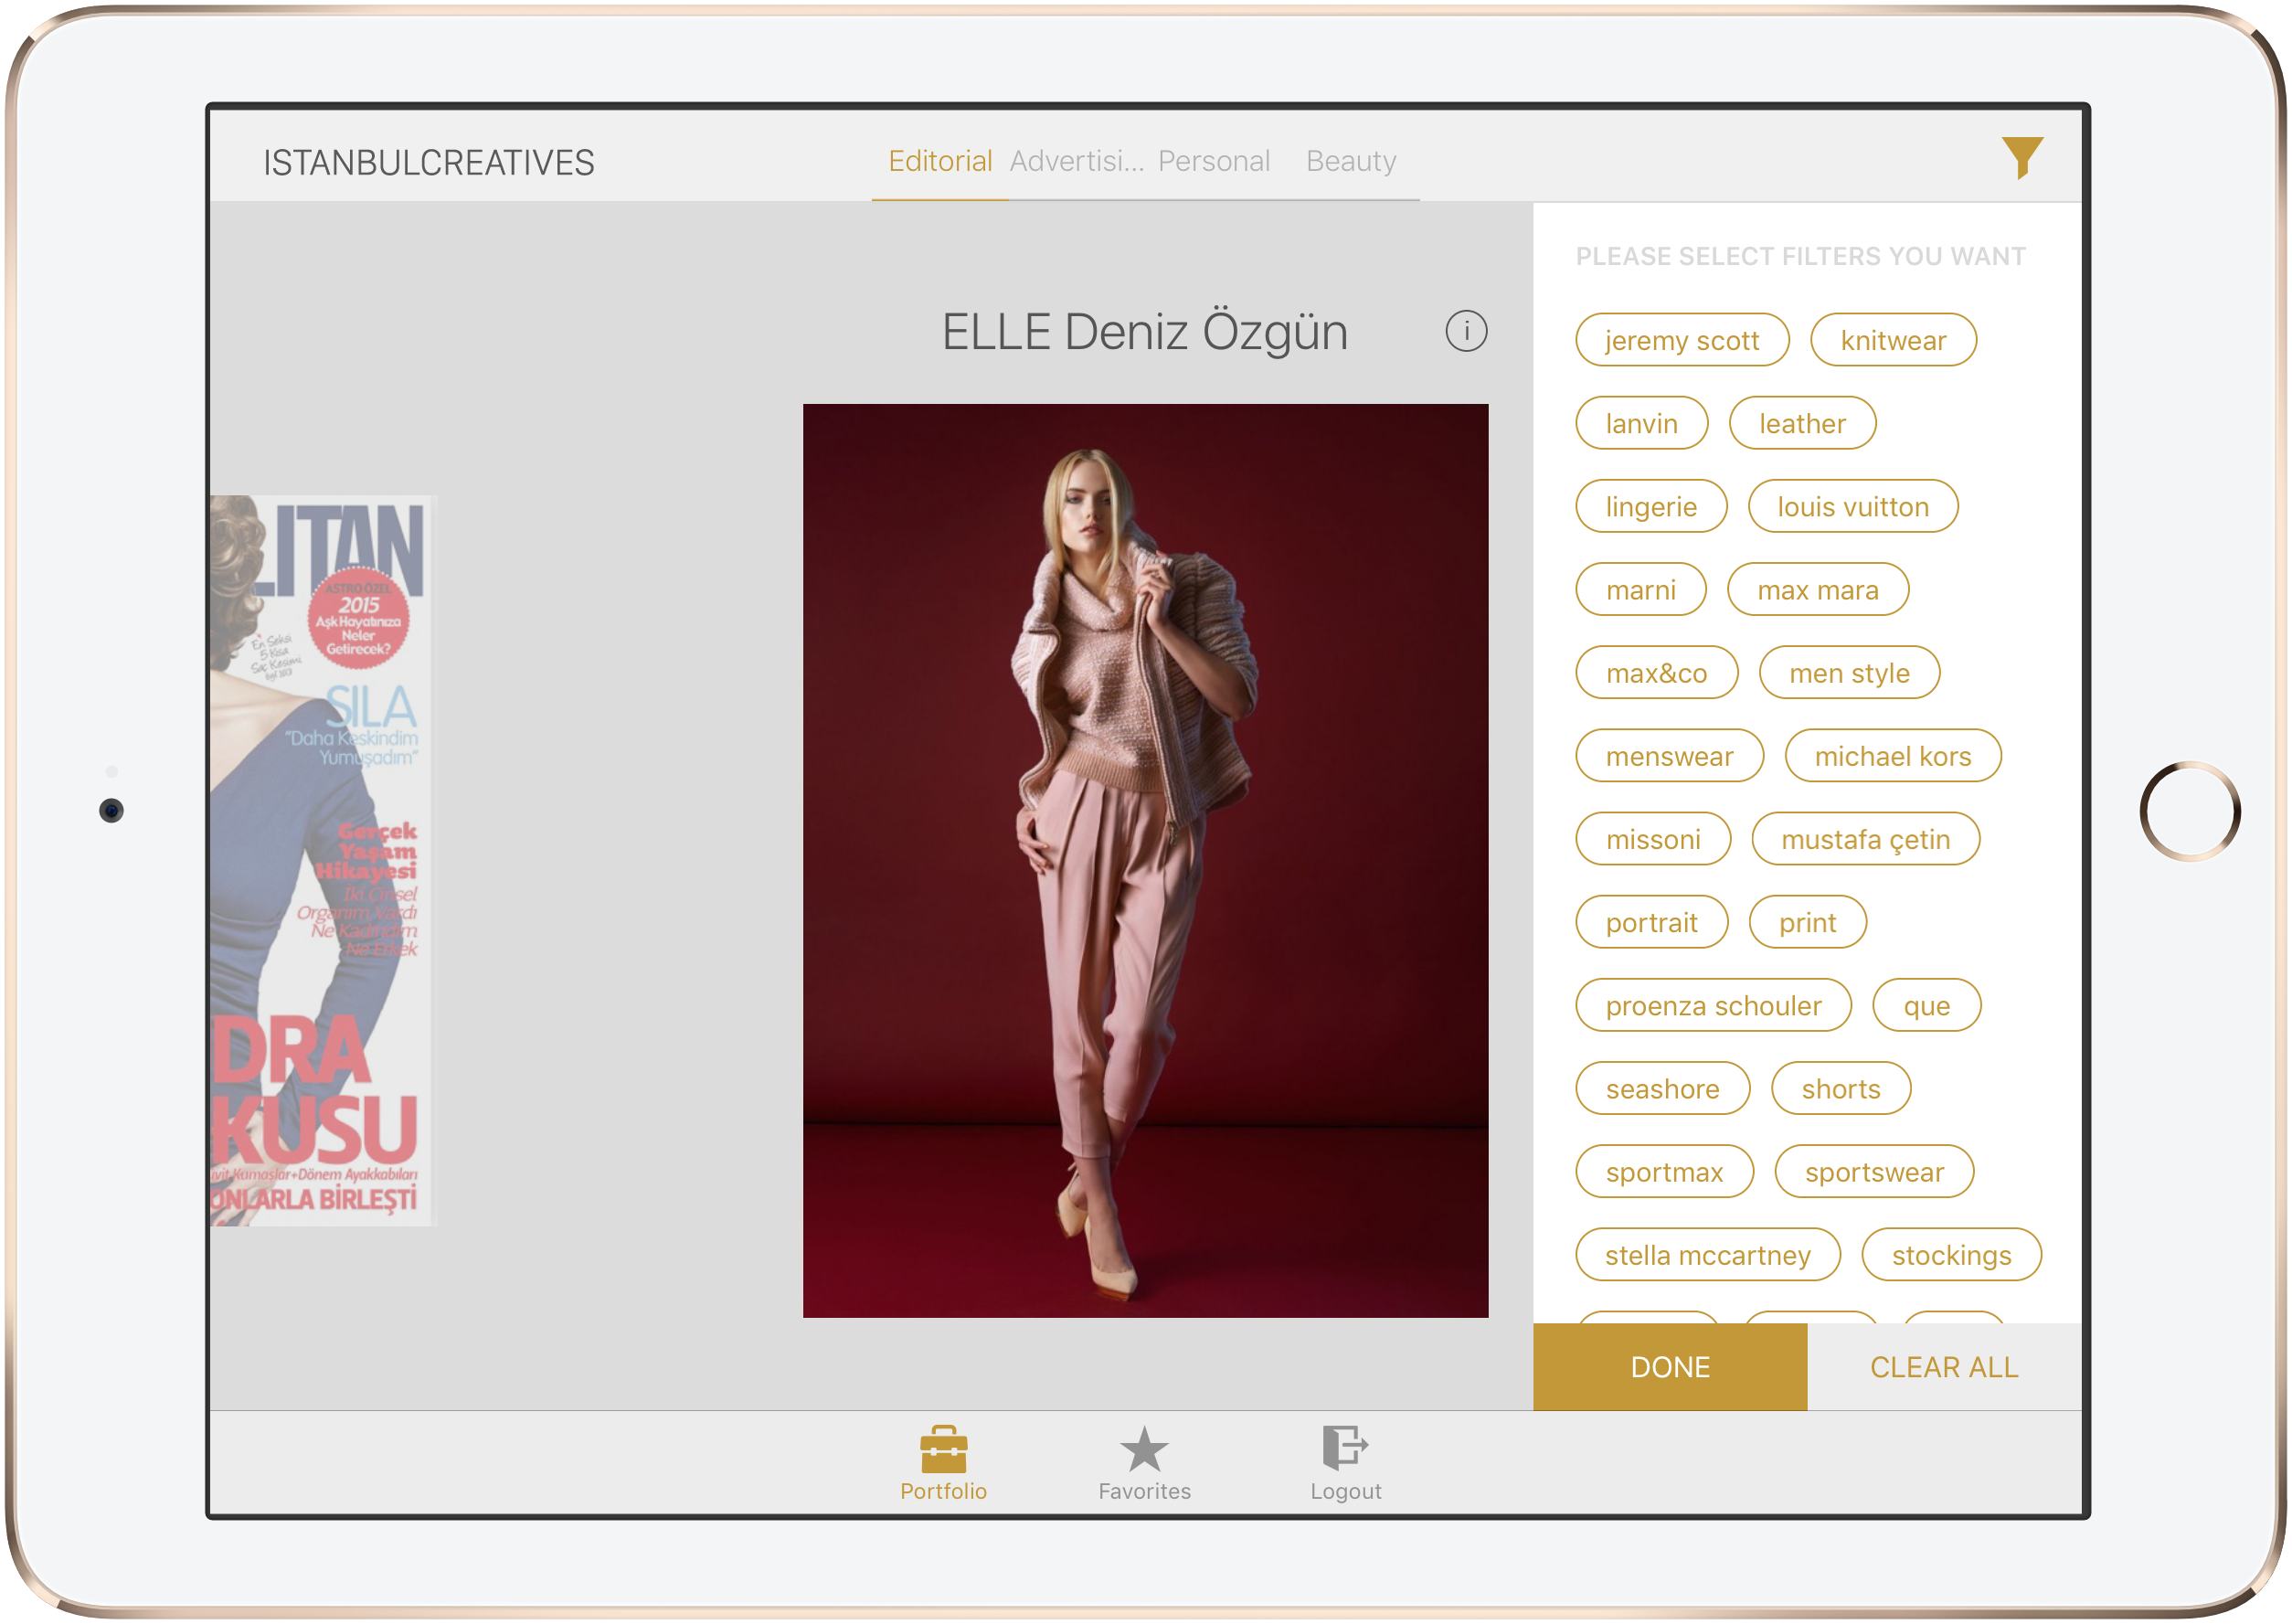 ISTANBULCREATIVES
Editorial
Advertisi...
Personal
Beauty
LITAN
ASTRO ÖZEL
2015
Aşk Hayatınıza
Neler
Getirecek?
En Seksi
5 Kısa
Saç Kesimi
SILA
"Daha Keskindim
Yumuşadım"
Gerçek
Yaşam
Hikayesi
İki Cinsel
Organım Vardı
Ne Kadındım
Ne Erkek
DRA
KUSU
ivit Kumaşlar+Dönem Ayakkabıları
ONLARLA BİRLEŞTİ
ELLE Deniz Özgün
i
PLEASE SELECT FILTERS YOU WANT
jeremy scott
knitwear
lanvin
leather
lingerie
louis vuitton
marni
max mara
max&co
men style
menswear
michael kors
missoni
mustafa çetin
portrait
print
proenza schouler
que
seashore
shorts
sportmax
sportswear
stella mccartney
stockings
DONE
CLEAR ALL
Portfolio
Favorites
Logout